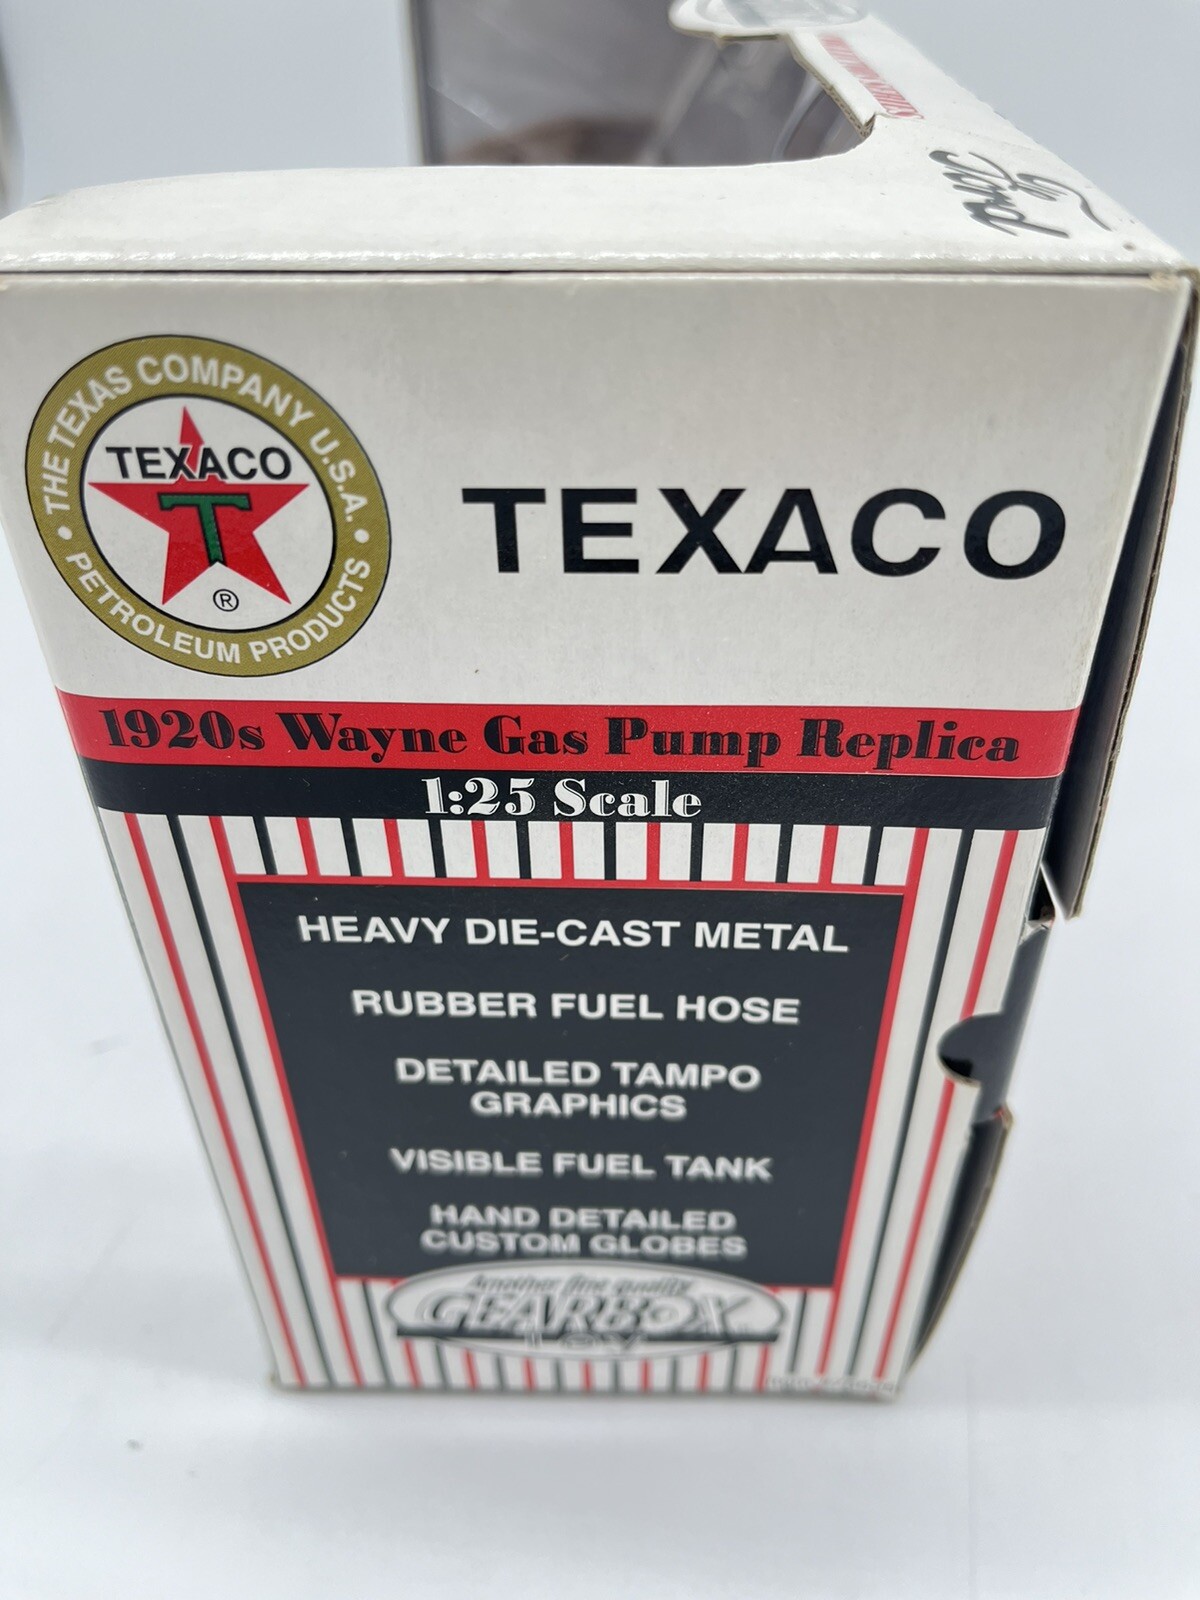 THE TEXAS COMPANY U.S.A.
PETROLEUM PRODUCTS
TEXACO
T
®
TEXACO
1920s Wayne Gas Pump Replica
1:25 Scale
HEAVY DIE-CAST METAL
RUBBER FUEL HOSE
DETAILED TAMPO
GRAPHICS
VISIBLE FUEL TANK
HAND DETAILED
CUSTOM GLOBES
Another fine quality
GEARBOX
TOY